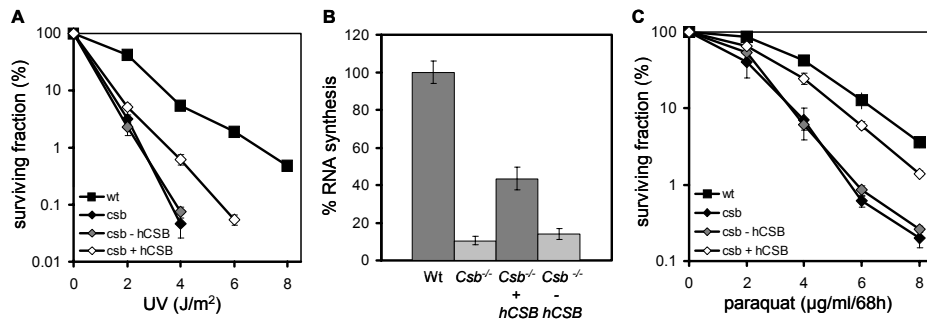 A
surviving fraction (%)
100
10
1
0.1
0.01
0 2 4 6 8
UV (J/m²)
wt
csb
csb - hCSB
csb + hCSB
B
% RNA synthesis
120
100
80
60
40
20
0
Wt Csb-/- Csb-/- Csb -/-
+ -
hCSB hCSB
C
surviving fraction (%)
100
10
1
0.1
0 2 4 6 8
paraquat (µg/ml/68h)
wt
csb
csb - hCSB
csb + hCSB